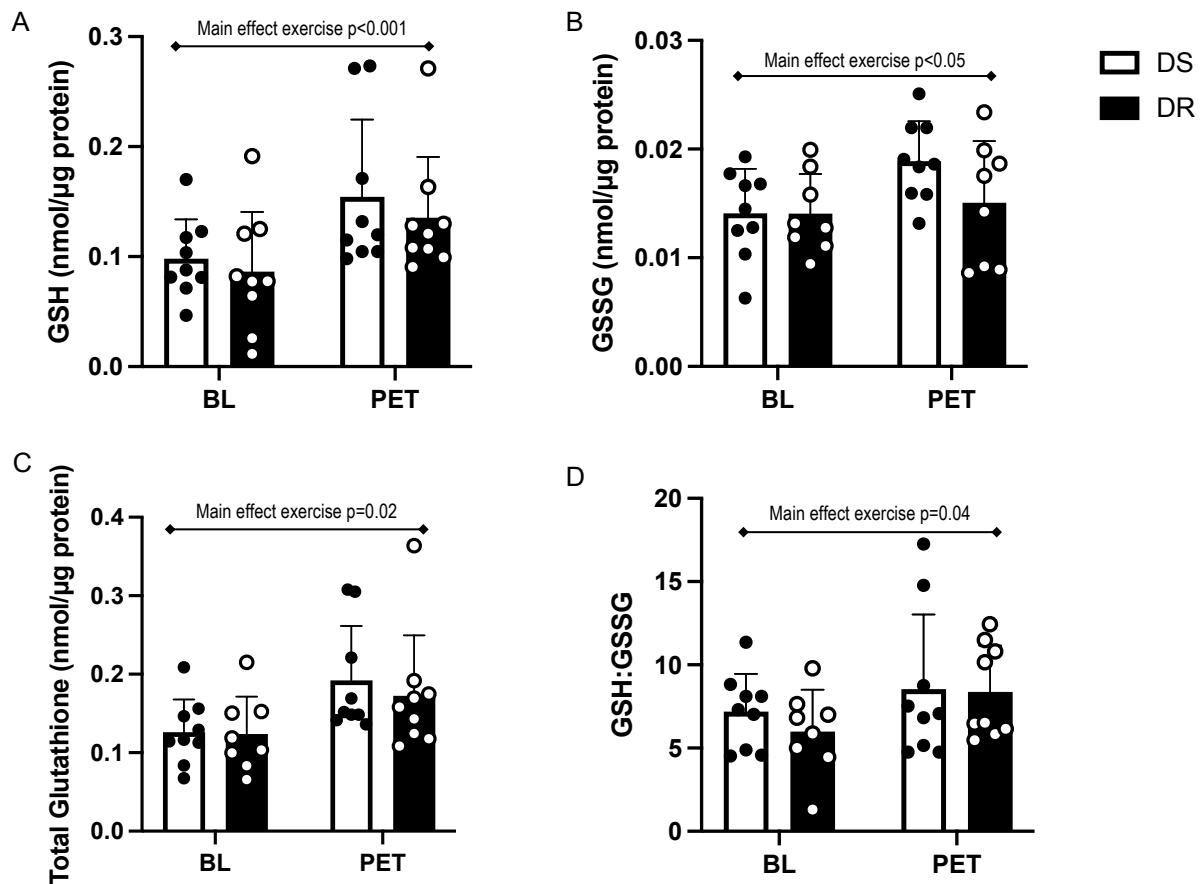 A
Main effect exercise p<0.001
GSH (nmol/µg protein)
0.3
0.2
0.1
0.0
BL
PET
B
Main effect exercise p<0.05
GSSG (nmol/µg protein)
0.03
0.02
0.01
0.00
BL
PET
DS
DR
C
Main effect exercise p=0.02
Total Glutathione (nmol/µg protein)
0.4
0.3
0.2
0.1
0.0
BL
PET
D
Main effect exercise p=0.04
GSH:GSSG
20
15
10
5
0
BL
PET